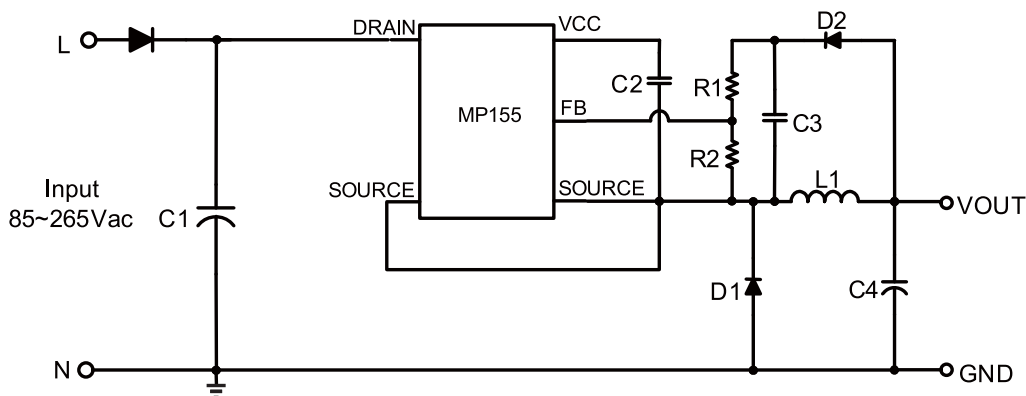 DRAIN
VCC
D2
L
C2
R1
MP155
FB
C3
R2
L1
Input
85~265Vac
C1
SOURCE
SOURCE
VOUT
D1
C4
N
GND